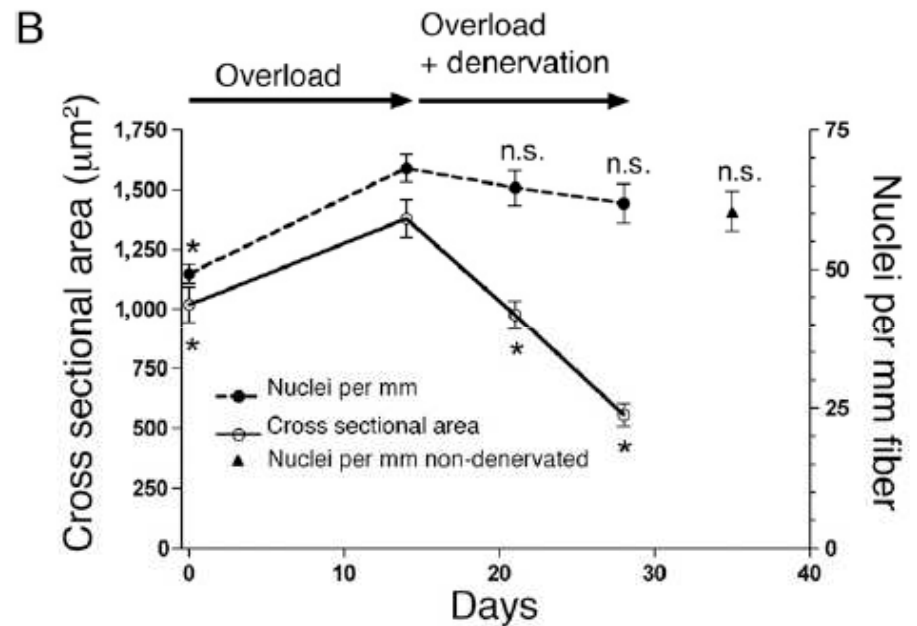 B
Overload
Overload
+ denervation
Cross sectional area (µm²)
1,750
1,500
1,250
1,000
750
500
250
0
75
50
25
0
Nuclei per mm fiber
n.s.
n.s.
n.s.
*
*
*
*
Nuclei per mm
Cross sectional area
Nuclei per mm non-denervated
0
10
20
30
40
Days